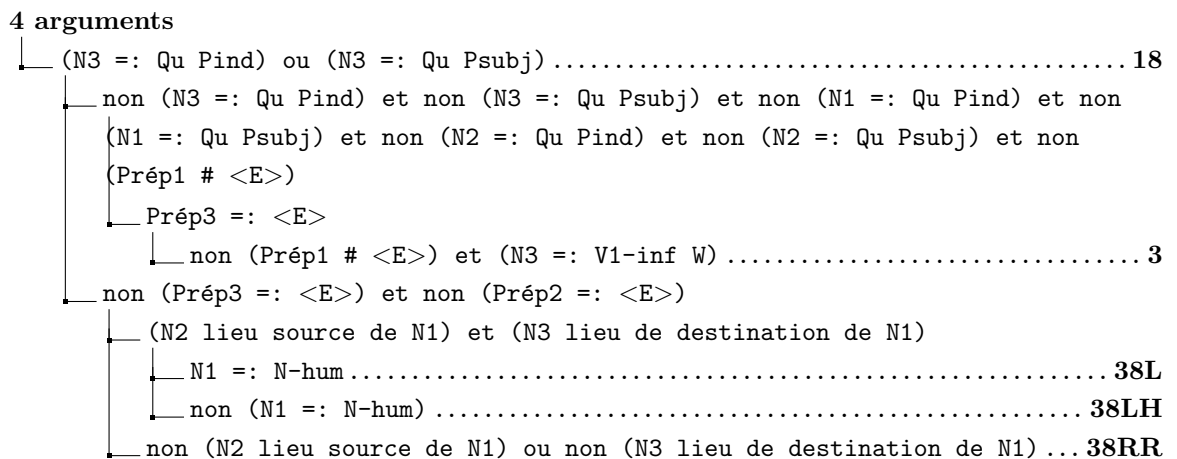 4 arguments
(N3 =: Qu Pind) ou (N3 =: Qu Psubj) ................................................ 18
non (N3 =: Qu Pind) et non (N3 =: Qu Psubj) et non (N1 =: Qu Pind) et non
(N1 =: Qu Psubj) et non (N2 =: Qu Pind) et non (N2 =: Qu Psubj) et non
(Prép1 # <E>)
Prép3 =: <E>
non (Prép1 # <E>) et (N3 =: V1-inf W) ................................... 3
non (Prép3 =: <E>) et non (Prép2 =: <E>)
(N2 lieu source de N1) et (N3 lieu de destination de N1)
N1 =: N-hum ................................................................ 38L
non (N1 =: N-hum) ....................................................... 38LH
non (N2 lieu source de N1) ou non (N3 lieu de destination de N1) ... 38RR